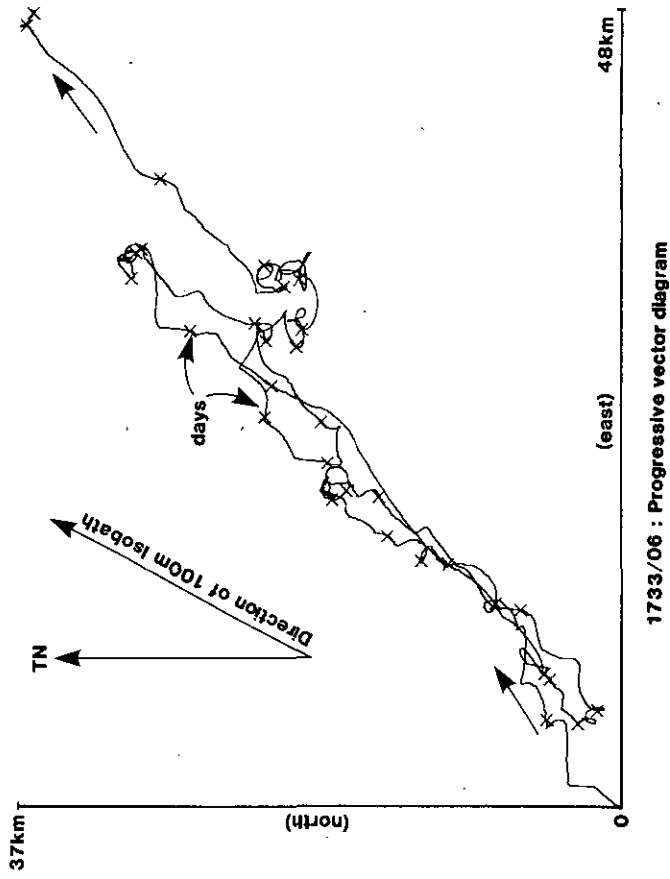 37km
(north)
0
TN
Direction of 100m Isobath
days
(east)
48km
1733/06 : Progressive vector diagram